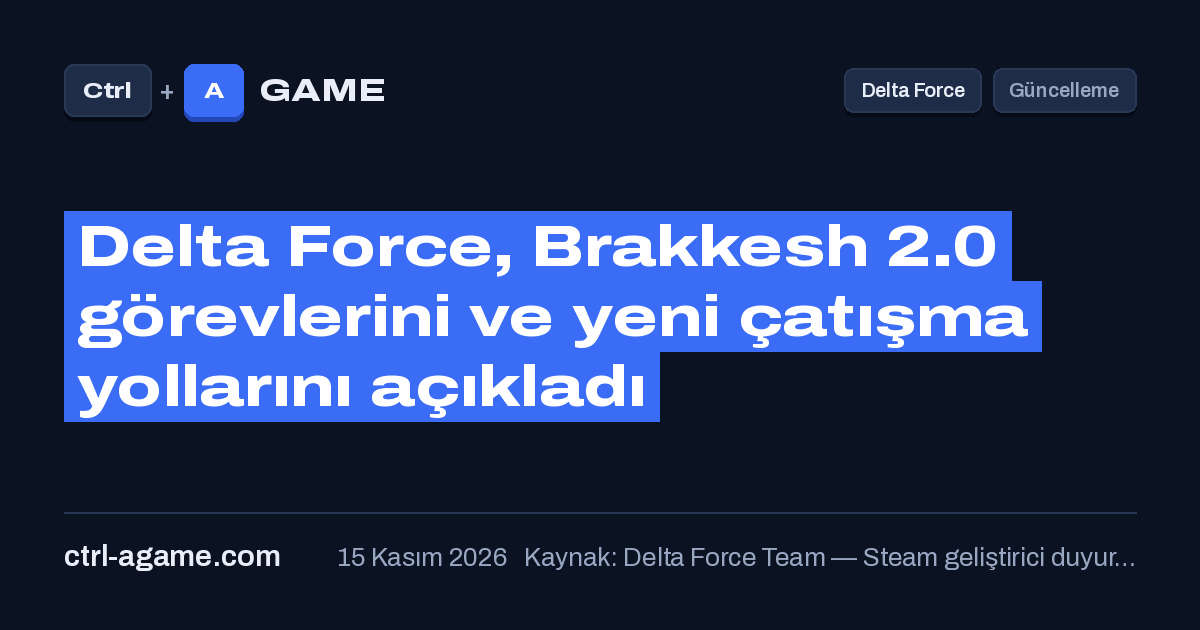 Ctrl + A GAME
Delta Force Güncelleme
Delta Force, Brakkesh 2.0
görevlerini ve yeni çatışma
yollarını açıkladı
ctrl-agame.com 15 Kasım 2026 Kaynak: Delta Force Team — Steam geliştirici duyur…